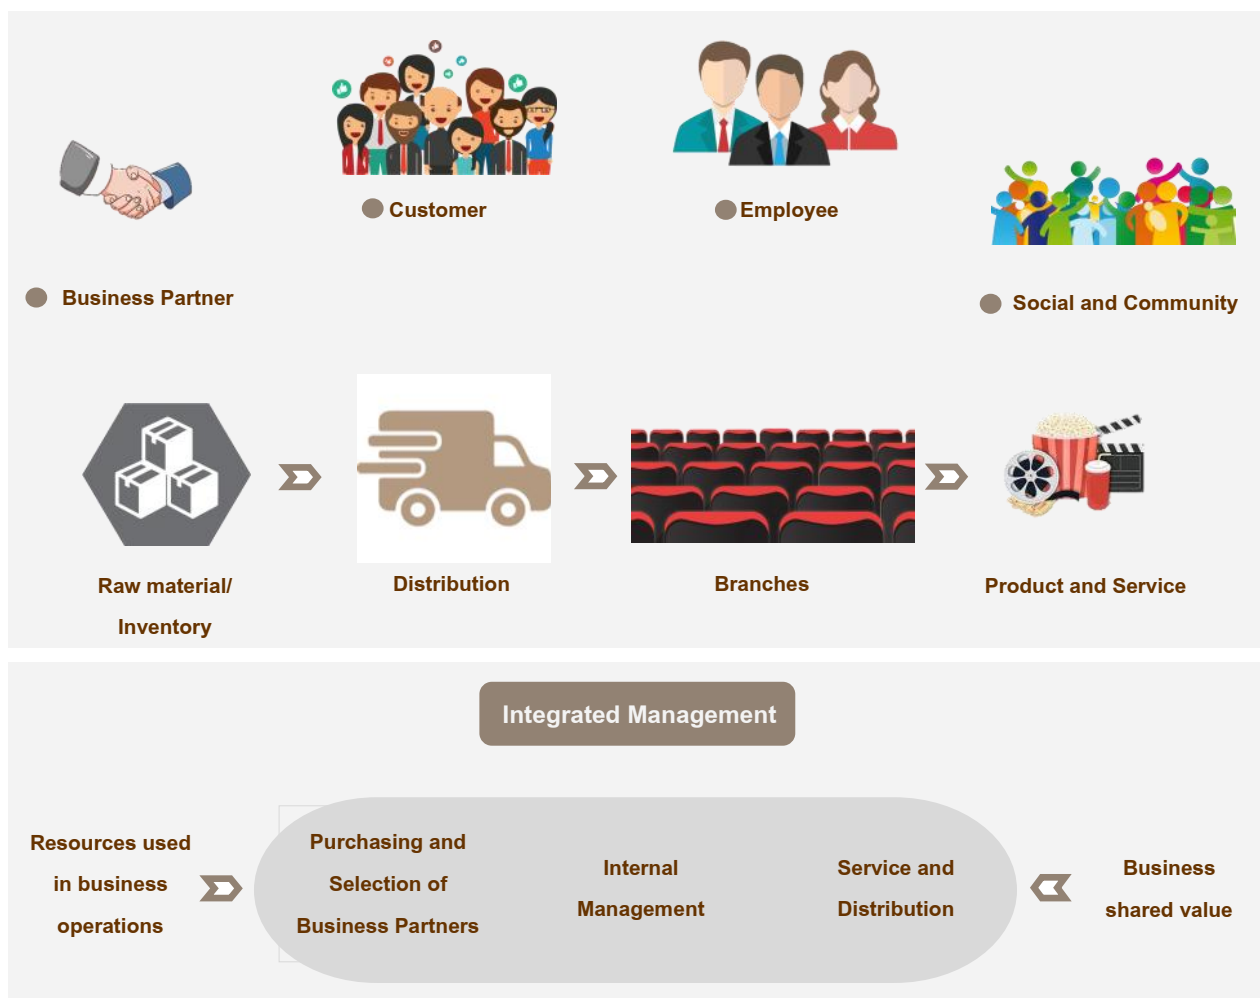 Customer
Employee
Business Partner
Social and Community
Raw material/
Inventory
Distribution
Branches
Product and Service
Integrated Management
Resources used
in business
operations
Purchasing and
Selection of
Business Partners
Internal
Management
Service and
Distribution
Business
shared value